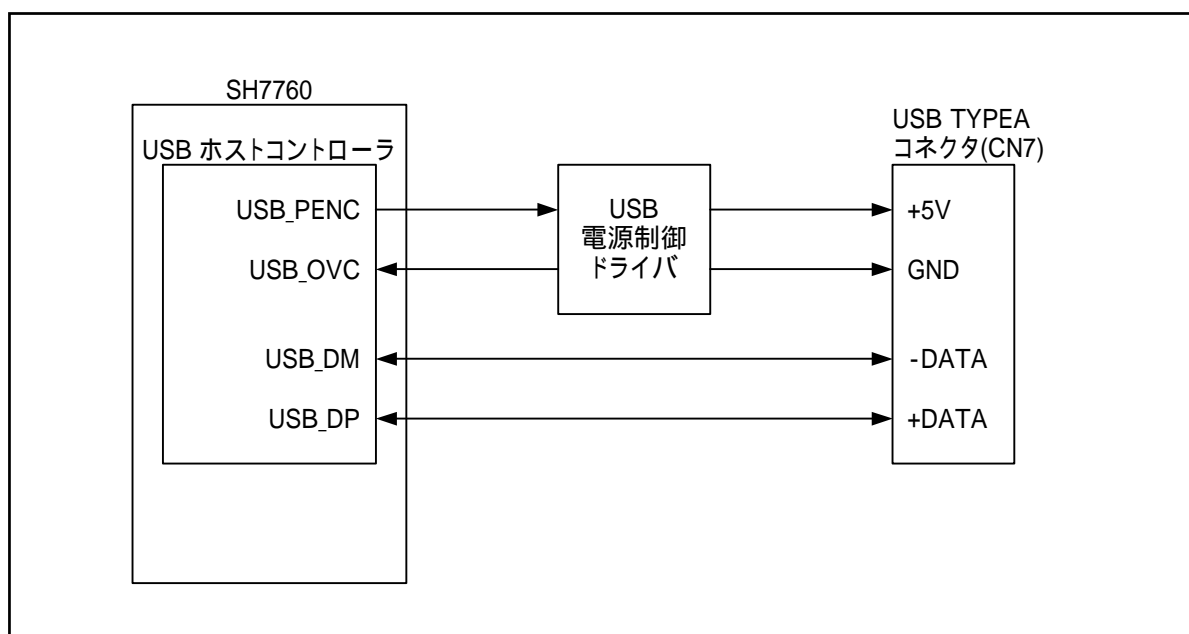 SH7760
USB ホストコントローラ
USB_PENC
USB_OVC
USB_DM
USB_DP
USB
電源制御
ドライバ
USB TYPEA
コネクタ(CN7)
+5V
GND
-DATA
+DATA